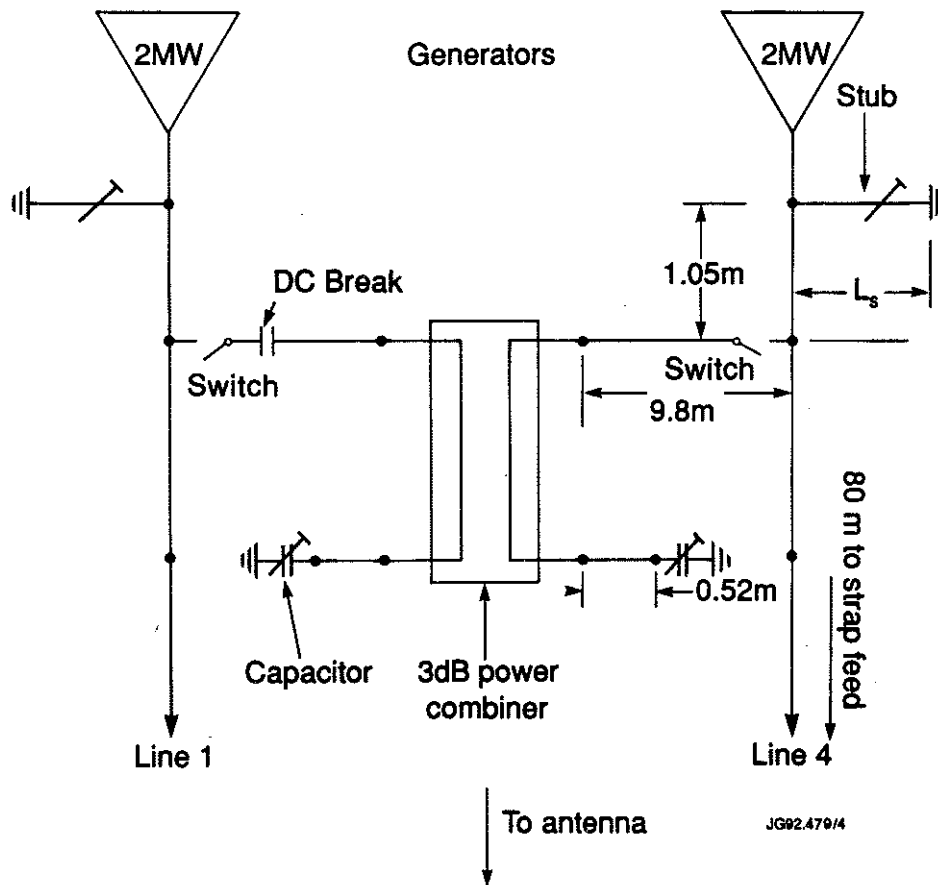 2MW
Generators
2MW
Stub
DC Break
1.05m
Ls
Switch
Switch
9.8m
80 m to strap feed
0.52m
Capacitor
3dB power
combiner
Line 1
Line 4
To antenna
JG92.479/4